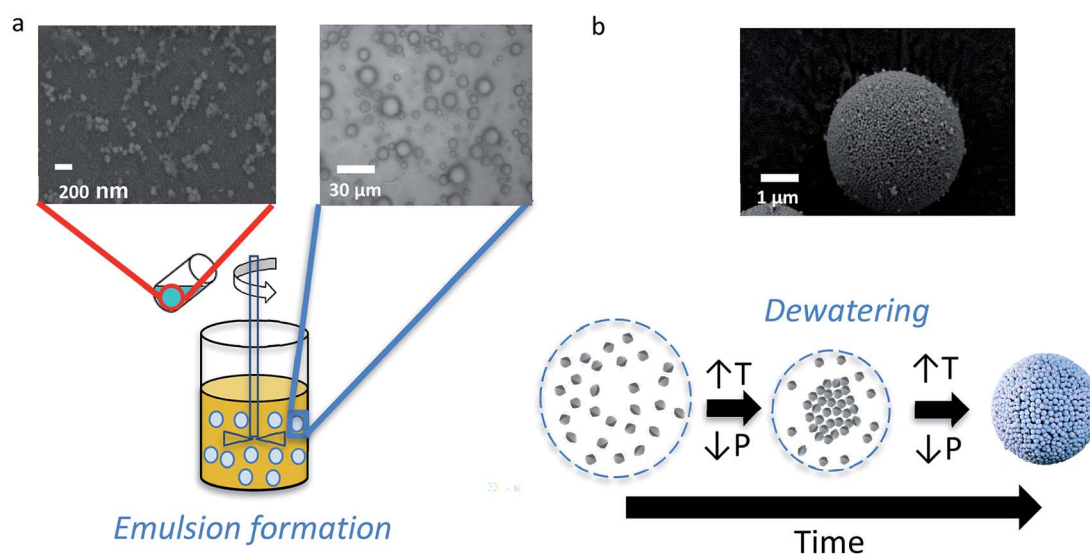 a
b
200 nm
30 µm
1 µm
Dewatering
↑T
↓P
↑T
↓P
Time
Emulsion formation